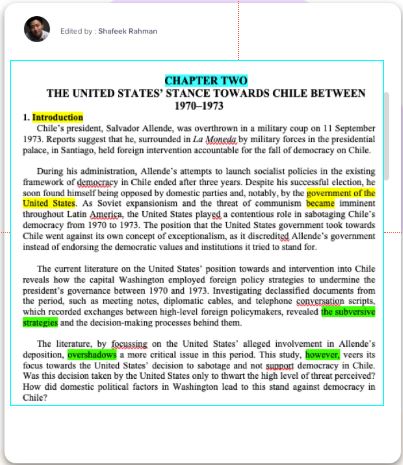 Edited by : Shafeek Rahman
CHAPTER TWO
THE UNITED STATES' STANCE TOWARDS CHILE BETWEEN
1970–1973
1. Introduction
Chile's president, Salvador Allende, was overthrown in a military coup on 11 September
1973. Reports suggest that he, surrounded in La Moneda by military forces in the presidential
palace, in Santiago, held foreign intervention accountable for the fall of democracy on Chile.
During his administration, Allende's attempts to launch socialist policies in the existing
framework of democracy in Chile ended after three years. Despite his successful election, he
soon found himself being opposed by domestic parties and, notably, by the government of the
United States. As Soviet expansionism and the threat of communism became imminent
throughout Latin America, the United States played a contentious role in sabotaging Chile's
democracy from 1970 to 1973. The position that the United States government took towards
Chile went against its own concept of exceptionalism, as it discredited Allende's government
instead of endorsing the democratic values and institutions it tried to stand for.
The current literature on the United States' position towards and intervention into Chile
reveals how the capital Washington employed foreign policy strategies to undermine the
president's governance between 1970 and 1973. Investigating declassified documents from
the period, such as meeting notes, diplomatic cables, and telephone conversation scripts,
which recorded exchanges between high-level foreign policymakers, revealed the subversive
strategies and the decision-making processes behind them.
The literature, by focussing on the United States' alleged involvement in Allende's
deposition, overshadows a more critical issue in this period. This study, however, veers its
focus towards the United States' decision to sabotage and not support democracy in Chile.
Was this decision taken by the United States only to thwart the high level of threat perceived?
How did domestic political factors in Washington lead to this stand against democracy in
Chile?